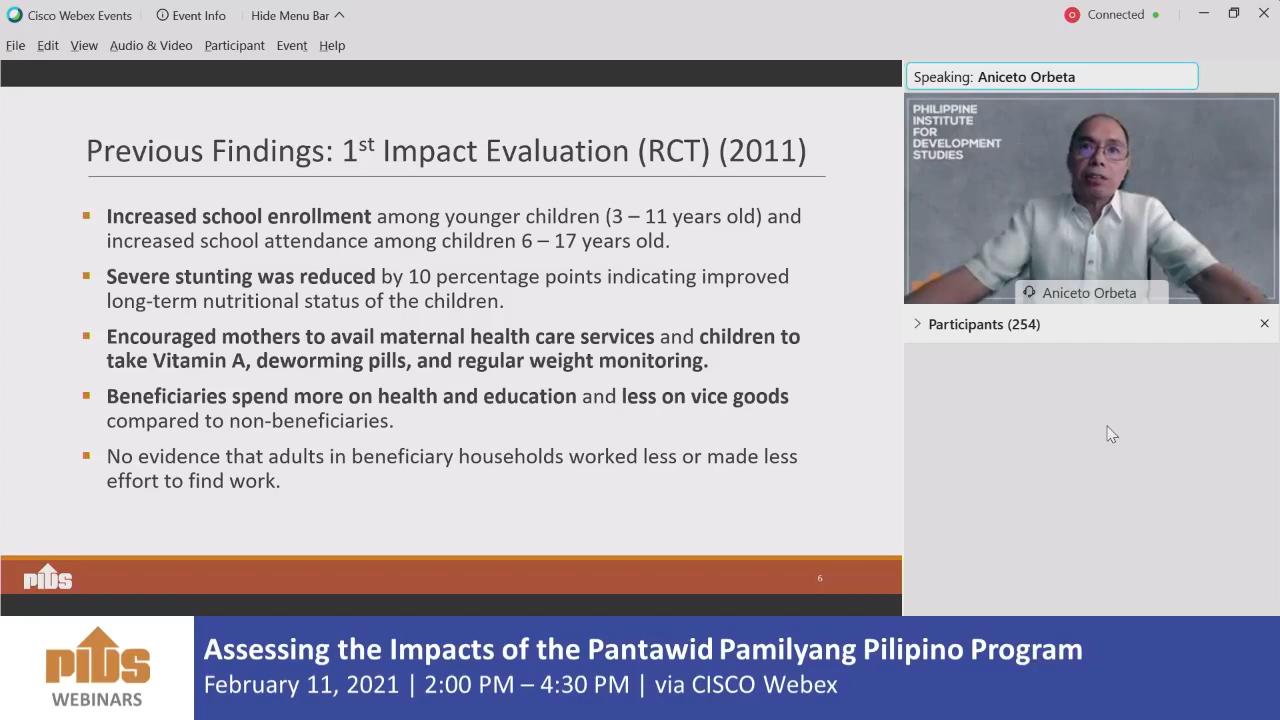 Cisco Webex Events
Event Info
Hide Menu Bar
Connected
File Edit View Audio & Video Participant Event Help
Speaking: Aniceto Orbeta
PHILIPPINE
INSTITUTE
FOR
DEVELOPMENT
STUDIES
Aniceto Orbeta
Participants (254)
Previous Findings: 1st Impact Evaluation (RCT) (2011)
Increased school enrollment among younger children (3 – 11 years old) and
increased school attendance among children 6 – 17 years old.
Severe stunting was reduced by 10 percentage points indicating improved
long-term nutritional status of the children.
Encouraged mothers to avail maternal health care services and children to
take Vitamin A, deworming pills, and regular weight monitoring.
Beneficiaries spend more on health and education and less on vice goods
compared to non-beneficiaries.
No evidence that adults in beneficiary households worked less or made less
effort to find work.
PIDS
6
PIDS
WEBINARS
Assessing the Impacts of the Pantawid Pamilyang Pilipino Program
February 11, 2021 | 2:00 PM – 4:30 PM | via CISCO Webex